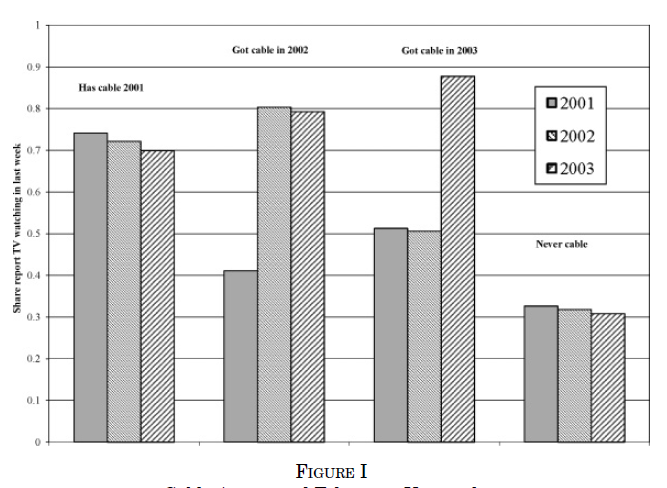 1
0.9
0.8
0.7
0.6
0.5
0.4
0.3
0.2
0.1
0
Share report TV watching in last week
Has cable 2001
Got cable in 2002
Got cable in 2003
Never cable
2001
2002
2003
FIGURE I